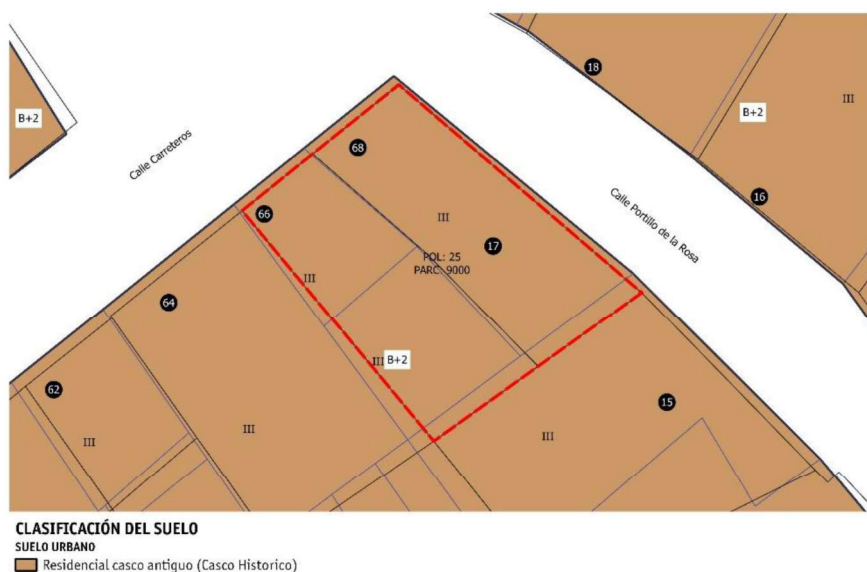 18
III
B+2
B+2
Calle Carreteros
68
16
66
III
Calle Portillo de la Rosa
17
POL: 25
PARC: 9000
III
64
III
B+2
62
15
III
III
III
CLASIFICACIÓN DEL SUELO
SUELO URBANO
Residencial casco antiguo (Casco Historico)